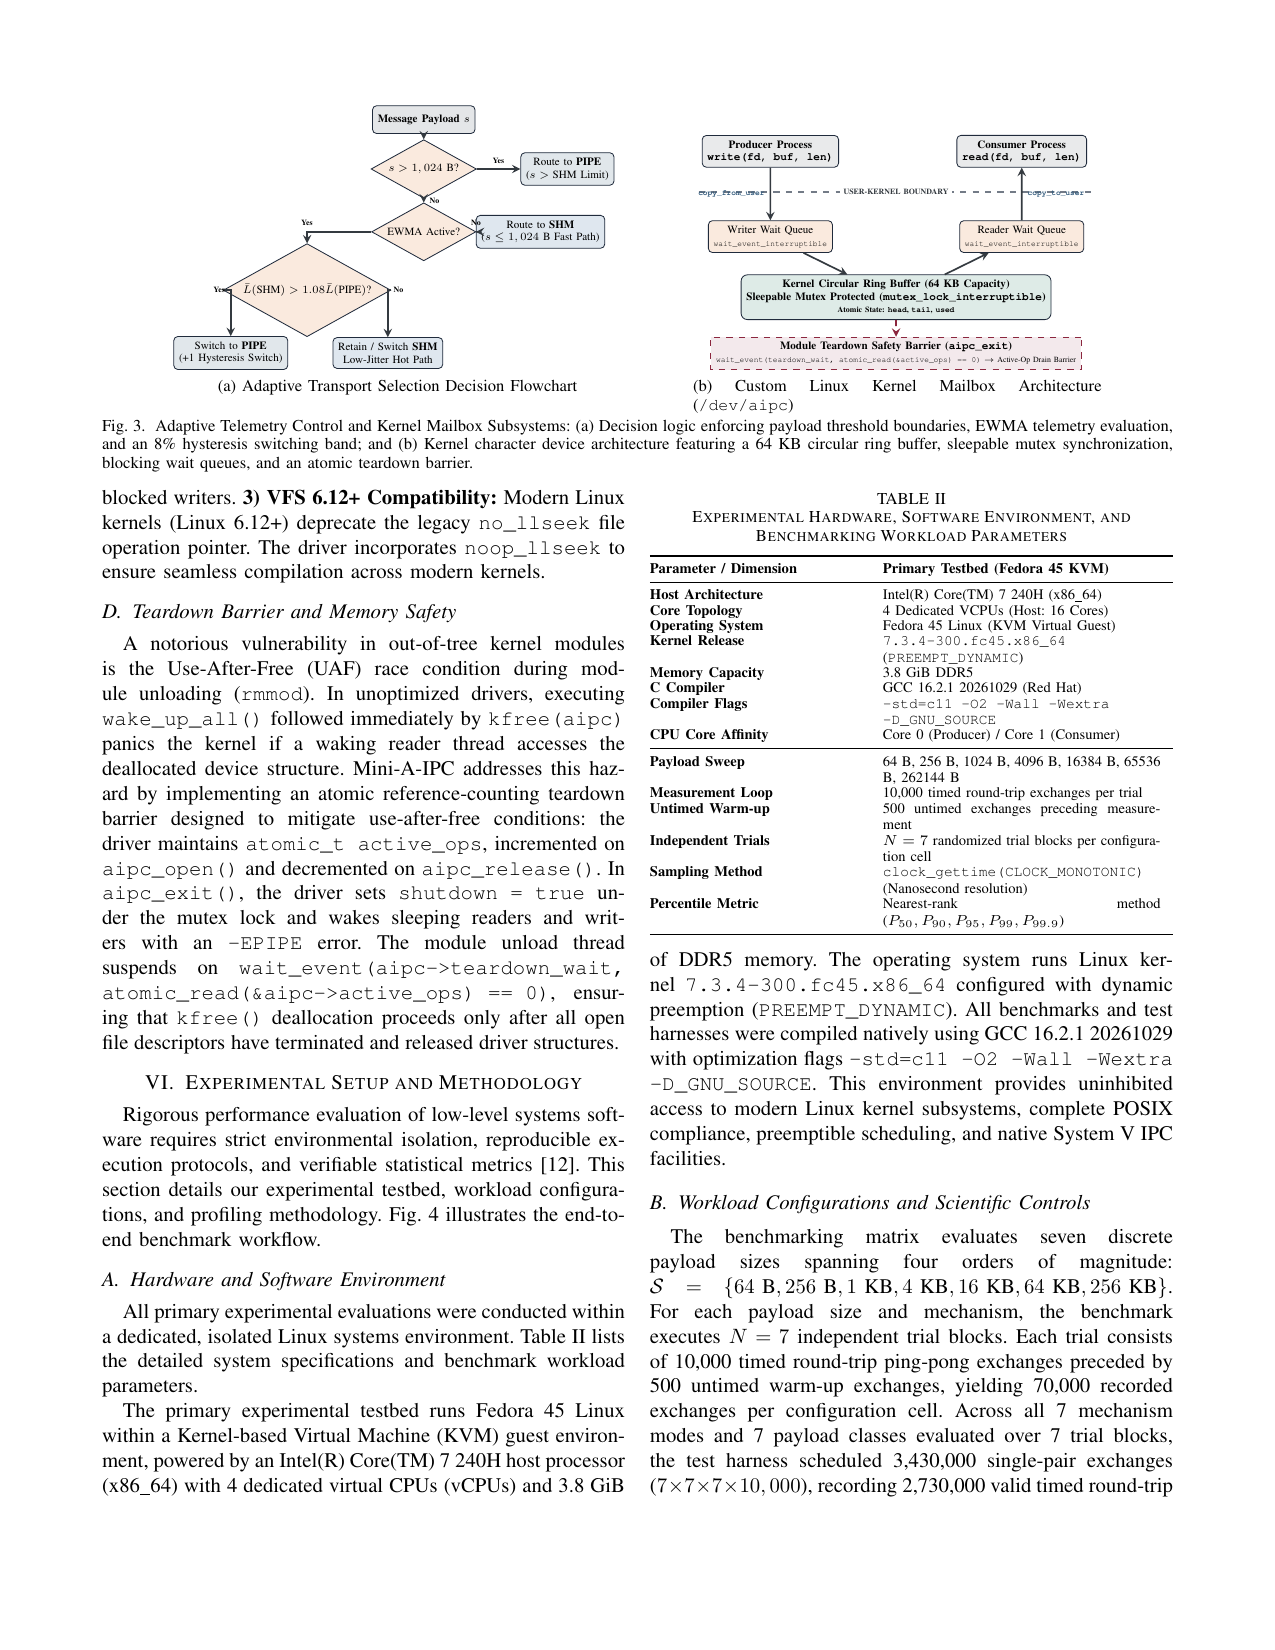 Message Payload s
s > 1, 024 B?
Yes
Route to PIPE
(s > SHM Limit)
No
EWMA Active?
No
Route to SHM
(s ≤ 1, 024 B Fast Path)
Yes
L̄(SHM) > 1.08L̄(PIPE)?
Yes
No
Switch to PIPE
(+1 Hysteresis Switch)
Retain / Switch SHM
Low-Jitter Hot Path
(a) Adaptive Transport Selection Decision Flowchart
Producer Process
write(fd, buf, len)
Consumer Process
read(fd, buf, len)
copy_from_user
USER-KERNEL BOUNDARY
copy_to_user
Writer Wait Queue
wait_event_interruptible
Reader Wait Queue
wait_event_interruptible
Kernel Circular Ring Buffer (64 KB Capacity)
Sleepable Mutex Protected (mutex_lock_interruptible)
Atomic State: head, tail, used
Module Teardown Safety Barrier (aipc_exit)
wait_event(teardown_wait, atomic_read(&active_ops) == 0) → Active-Op Drain Barrier
(b) Custom Linux Kernel Mailbox Architecture
(/dev/aipc)
Fig. 3. Adaptive Telemetry Control and Kernel Mailbox Subsystems: (a) Decision logic enforcing payload threshold boundaries, EWMA telemetry evaluation,
and an 8% hysteresis switching band; and (b) Kernel character device architecture featuring a 64 KB circular ring buffer, sleepable mutex synchronization,
blocking wait queues, and an atomic teardown barrier.
blocked writers. 3) VFS 6.12+ Compatibility: Modern Linux
kernels (Linux 6.12+) deprecate the legacy no_llseek file
operation pointer. The driver incorporates noop_llseek to
ensure seamless compilation across modern kernels.
D. Teardown Barrier and Memory Safety
A notorious vulnerability in out-of-tree kernel modules
is the Use-After-Free (UAF) race condition during mod-
ule unloading (rmmod). In unoptimized drivers, executing
wake_up_all() followed immediately by kfree(aipc)
panics the kernel if a waking reader thread accesses the
deallocated device structure. Mini-A-IPC addresses this haz-
ard by implementing an atomic reference-counting teardown
barrier designed to mitigate use-after-free conditions: the
driver maintains atomic_t active_ops, incremented on
aipc_open() and decremented on aipc_release(). In
aipc_exit(), the driver sets shutdown = true un-
der the mutex lock and wakes sleeping readers and writ-
ers with an -EPIPE error. The module unload thread
suspends on wait_event(aipc->teardown_wait,
atomic_read(&aipc->active_ops) == 0), ensur-
ing that kfree() deallocation proceeds only after all open
file descriptors have terminated and released driver structures.
VI. EXPERIMENTAL SETUP AND METHODOLOGY
Rigorous performance evaluation of low-level systems soft-
ware requires strict environmental isolation, reproducible ex-
ecution protocols, and verifiable statistical metrics [12]. This
section details our experimental testbed, workload configura-
tions, and profiling methodology. Fig. 4 illustrates the end-to-
end benchmark workflow.
A. Hardware and Software Environment
All primary experimental evaluations were conducted within
a dedicated, isolated Linux systems environment. Table II lists
the detailed system specifications and benchmark workload
parameters.
The primary experimental testbed runs Fedora 45 Linux
within a Kernel-based Virtual Machine (KVM) guest environ-
ment, powered by an Intel(R) Core(TM) 7 240H host processor
(x86_64) with 4 dedicated virtual CPUs (vCPUs) and 3.8 GiB
TABLE II
EXPERIMENTAL HARDWARE, SOFTWARE ENVIRONMENT, AND
BENCHMARKING WORKLOAD PARAMETERS
Parameter / Dimension Primary Testbed (Fedora 45 KVM)
Host Architecture Intel(R) Core(TM) 7 240H (x86_64)
Core Topology 4 Dedicated VCPUs (Host: 16 Cores)
Operating System Fedora 45 Linux (KVM Virtual Guest)
Kernel Release 7.3.4-300.fc45.x86_64
(PREEMPT_DYNAMIC)
Memory Capacity 3.8 GiB DDR5
C Compiler GCC 16.2.1 20261029 (Red Hat)
Compiler Flags -std=c11 -O2 -Wall -Wextra
-D_GNU_SOURCE
CPU Core Affinity Core 0 (Producer) / Core 1 (Consumer)
Payload Sweep 64 B, 256 B, 1024 B, 4096 B, 16384 B, 65536
B, 262144 B
Measurement Loop 10,000 timed round-trip exchanges per trial
Untimed Warm-up 500 untimed exchanges preceding measure-
ment
Independent Trials N = 7 randomized trial blocks per configura-
tion cell
Sampling Method clock_gettime(CLOCK_MONOTONIC)
(Nanosecond resolution)
Percentile Metric Nearest-rank method
(P50, P90, P95, P99, P99.9)
of DDR5 memory. The operating system runs Linux ker-
nel 7.3.4-300.fc45.x86_64 configured with dynamic
preemption (PREEMPT_DYNAMIC). All benchmarks and test
harnesses were compiled natively using GCC 16.2.1 20261029
with optimization flags -std=c11 -O2 -Wall -Wextra
-D_GNU_SOURCE. This environment provides uninhibited
access to modern Linux kernel subsystems, complete POSIX
compliance, preemptible scheduling, and native System V IPC
facilities.
B. Workload Configurations and Scientific Controls
The benchmarking matrix evaluates seven discrete
payload sizes spanning four orders of magnitude:
𝒮 = {64 B, 256 B, 1 KB, 4 KB, 16 KB, 64 KB, 256 KB}.
For each payload size and mechanism, the benchmark
executes N = 7 independent trial blocks. Each trial consists
of 10,000 timed round-trip ping-pong exchanges preceded by
500 untimed warm-up exchanges, yielding 70,000 recorded
exchanges per configuration cell. Across all 7 mechanism
modes and 7 payload classes evaluated over 7 trial blocks,
the test harness scheduled 3,430,000 single-pair exchanges
(7×7×7×10, 000), recording 2,730,000 valid timed round-trip